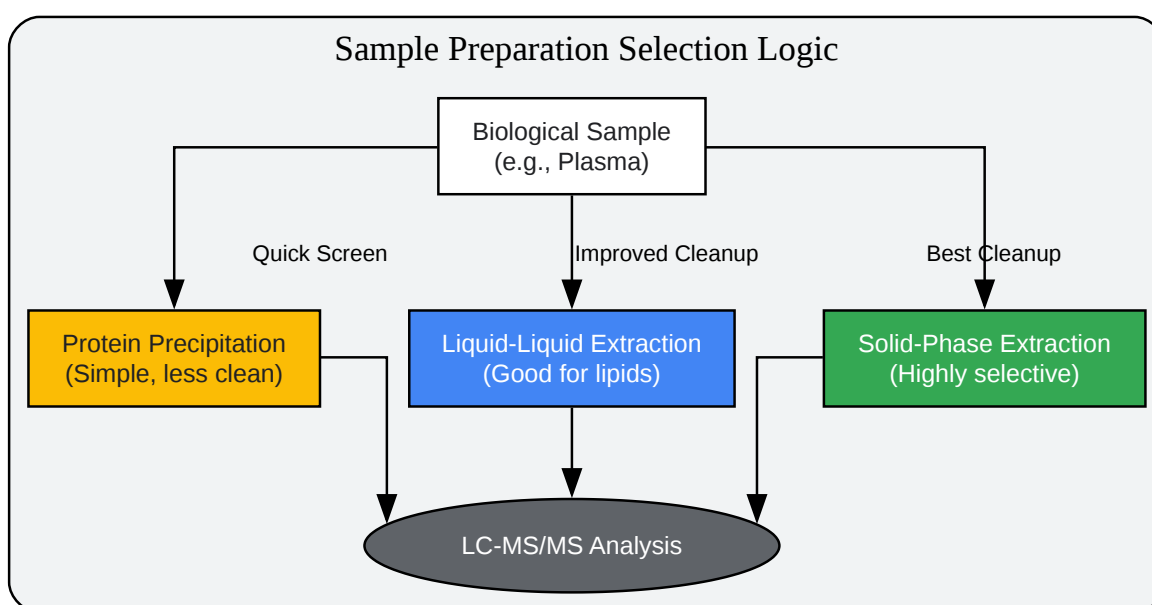 Sample Preparation Selection Logic
Biological Sample
(e.g., Plasma)
Quick Screen
Improved Cleanup
Best Cleanup
Protein Precipitation
(Simple, less clean)
Liquid-Liquid Extraction
(Good for lipids)
Solid-Phase Extraction
(Highly selective)
LC-MS/MS Analysis